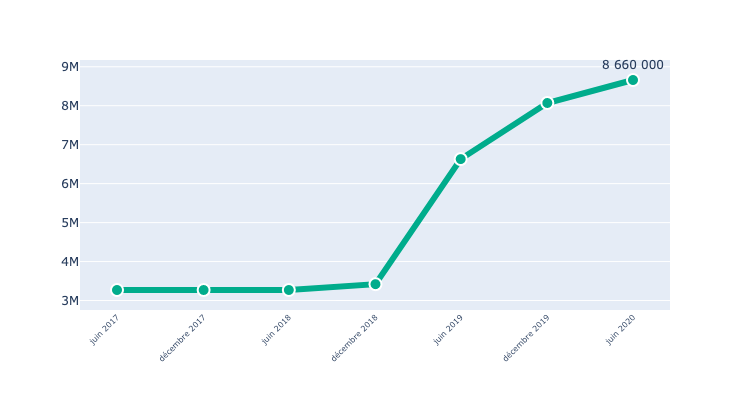 9M
8 660 000
8M
7M
6M
5M
4M
3M
juin 2017
décembre 2017
juin 2018
décembre 2018
juin 2019
décembre 2019
juin 2020